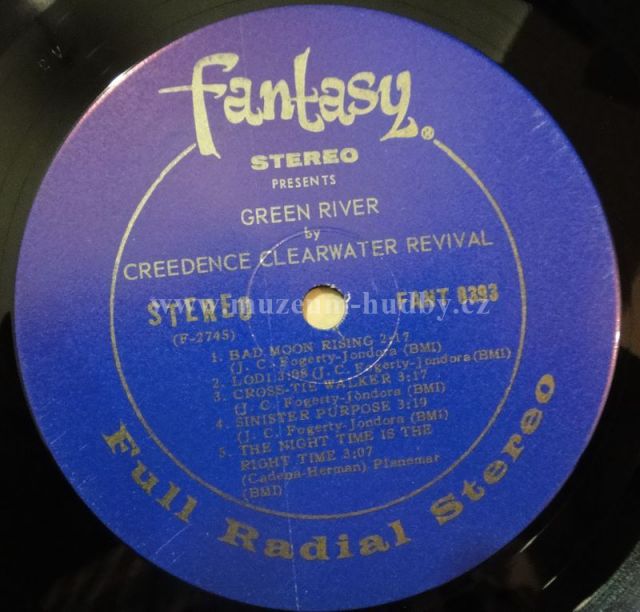 fantasy®
STEREO
PRESENTS
GREEN RIVER
by
CREEDENCE CLEARWATER REVIVAL
STEREO FANT 8393
www.muzeum-hudby.cz
(F-2745)
1. BAD MOON RISING 2:17
(J. C. Fogerty-Jondora (BMI)
2. LODI 3:08 (J. C. Fogerty-Jondora(BMI)
3. CROSS-TIE WALKER 3:17
(J. C. Fogerty-Jondora (BMI)
4. SINISTER PURPOSE 3:19
(J. C. Fogerty-Jondora (BMI)
5. THE NIGHT TIME IS THE
RIGHT TIME 3:07
(Cadena-Herman) Planemar
(BMI)
Full Radial Stereo